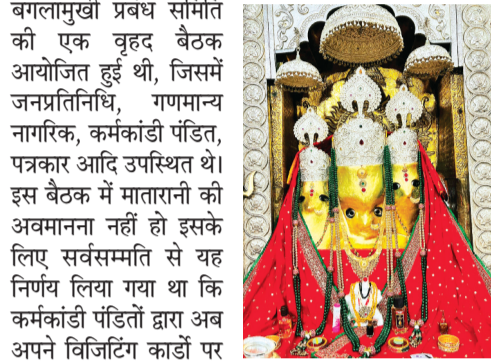 बगलामुखी प्रबंध समिति
की एक वृहद बैठक
आयोजित हुई थी, जिसमें
जनप्रतिनिधि, गणमान्य
नागरिक, कर्मकांडी पंडित,
पत्रकार आदि उपस्थित थे।
इस बैठक में मातारानी की
अवमानना नहीं हो इसके
लिए सर्वसम्मति से यह
निर्णय लिया गया था कि
कर्मकांडी पंडितों द्वारा अब
अपने विजिटिंग कार्डो पर